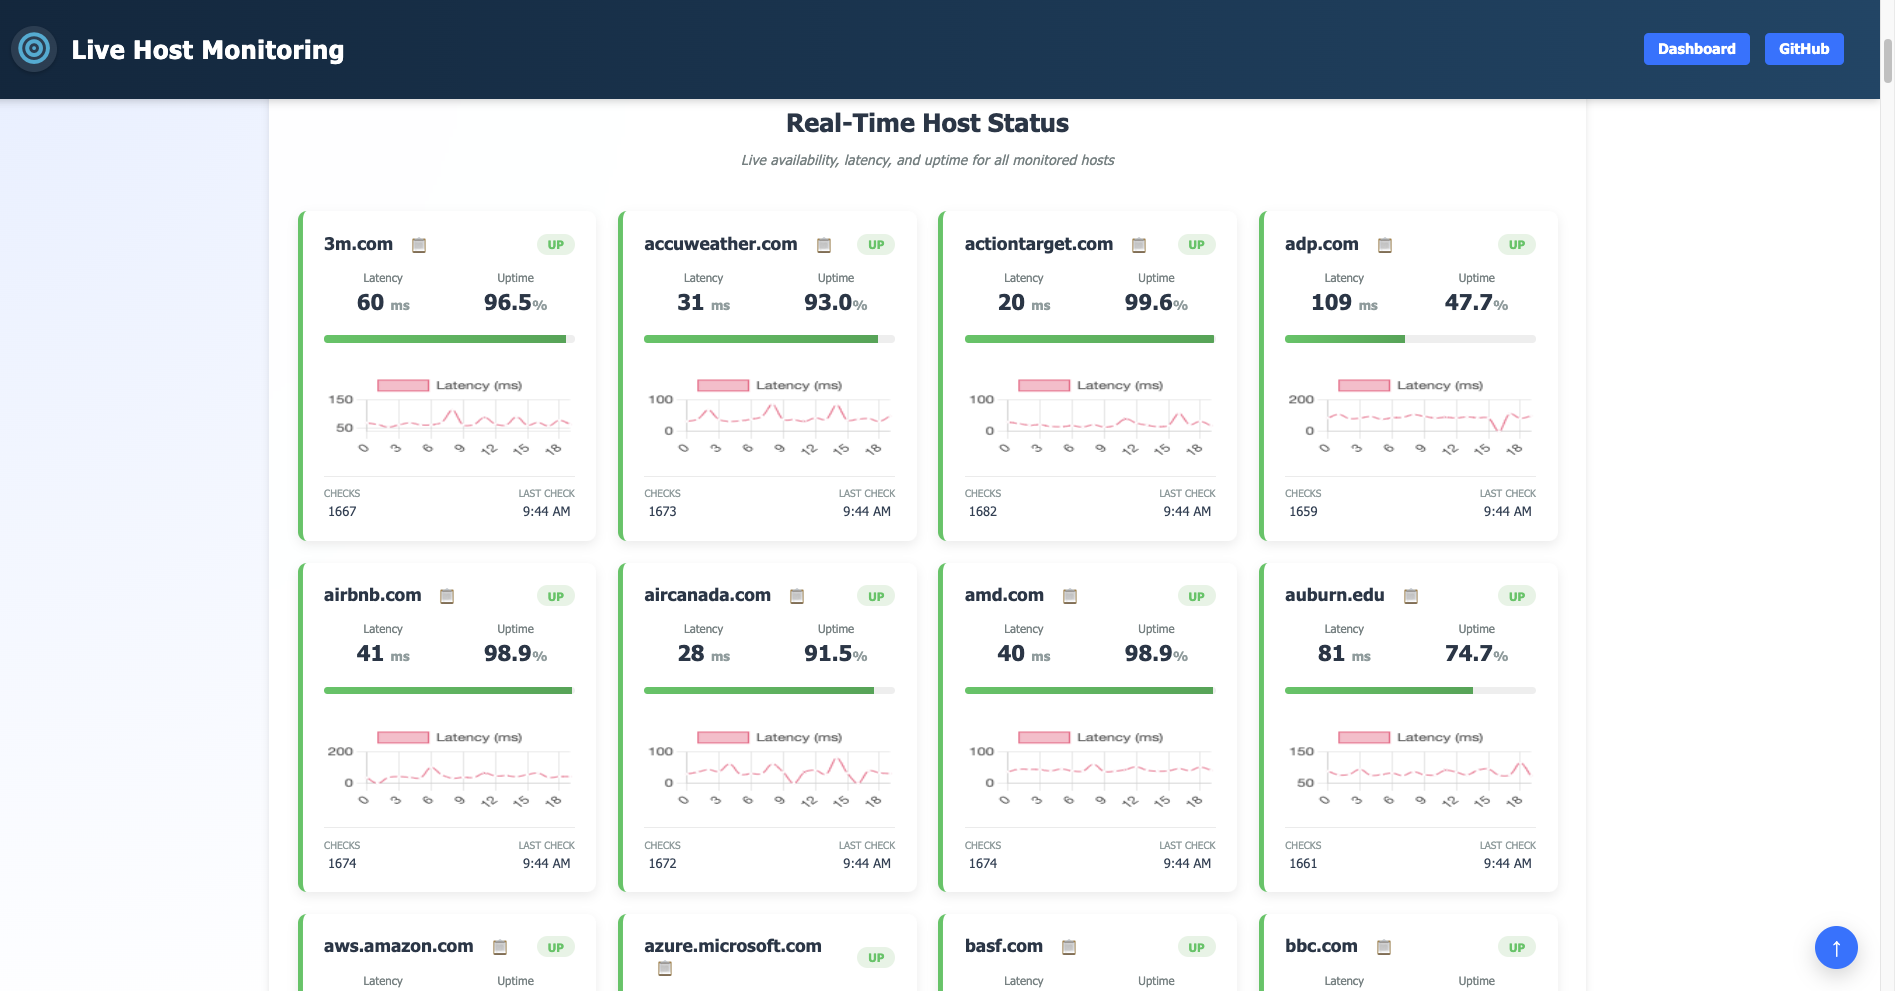 Live Host Monitoring
Dashboard GitHub
Real-Time Host Status
Live availability, latency, and uptime for all monitored hosts
3m.com UP
Latency Uptime
60 ms 96.5%
Latency (ms)
150
50
0 3 6 9 12 15 18
CHECKS LAST CHECK
1667 9:44 AM
accuweather.com UP
Latency Uptime
31 ms 93.0%
Latency (ms)
100
0
0 3 6 9 12 15 18
CHECKS LAST CHECK
1673 9:44 AM
actiontarget.com UP
Latency Uptime
20 ms 99.6%
Latency (ms)
100
0
0 3 6 9 12 15 18
CHECKS LAST CHECK
1682 9:44 AM
adp.com UP
Latency Uptime
109 ms 47.7%
Latency (ms)
200
0
0 3 6 9 12 15 18
CHECKS LAST CHECK
1659 9:44 AM
airbnb.com UP
Latency Uptime
41 ms 98.9%
Latency (ms)
200
0
0 3 6 9 12 15 18
CHECKS LAST CHECK
1674 9:44 AM
aircanada.com UP
Latency Uptime
28 ms 91.5%
Latency (ms)
100
0
0 3 6 9 12 15 18
CHECKS LAST CHECK
1672 9:44 AM
amd.com UP
Latency Uptime
40 ms 98.9%
Latency (ms)
100
0
0 3 6 9 12 15 18
CHECKS LAST CHECK
1674 9:44 AM
auburn.edu UP
Latency Uptime
81 ms 74.7%
Latency (ms)
150
50
0 3 6 9 12 15 18
CHECKS LAST CHECK
1661 9:44 AM
aws.amazon.com UP
Latency Uptime
azure.microsoft.com UP
basf.com UP
Latency Uptime
bbc.com UP
Latency Uptime
↑